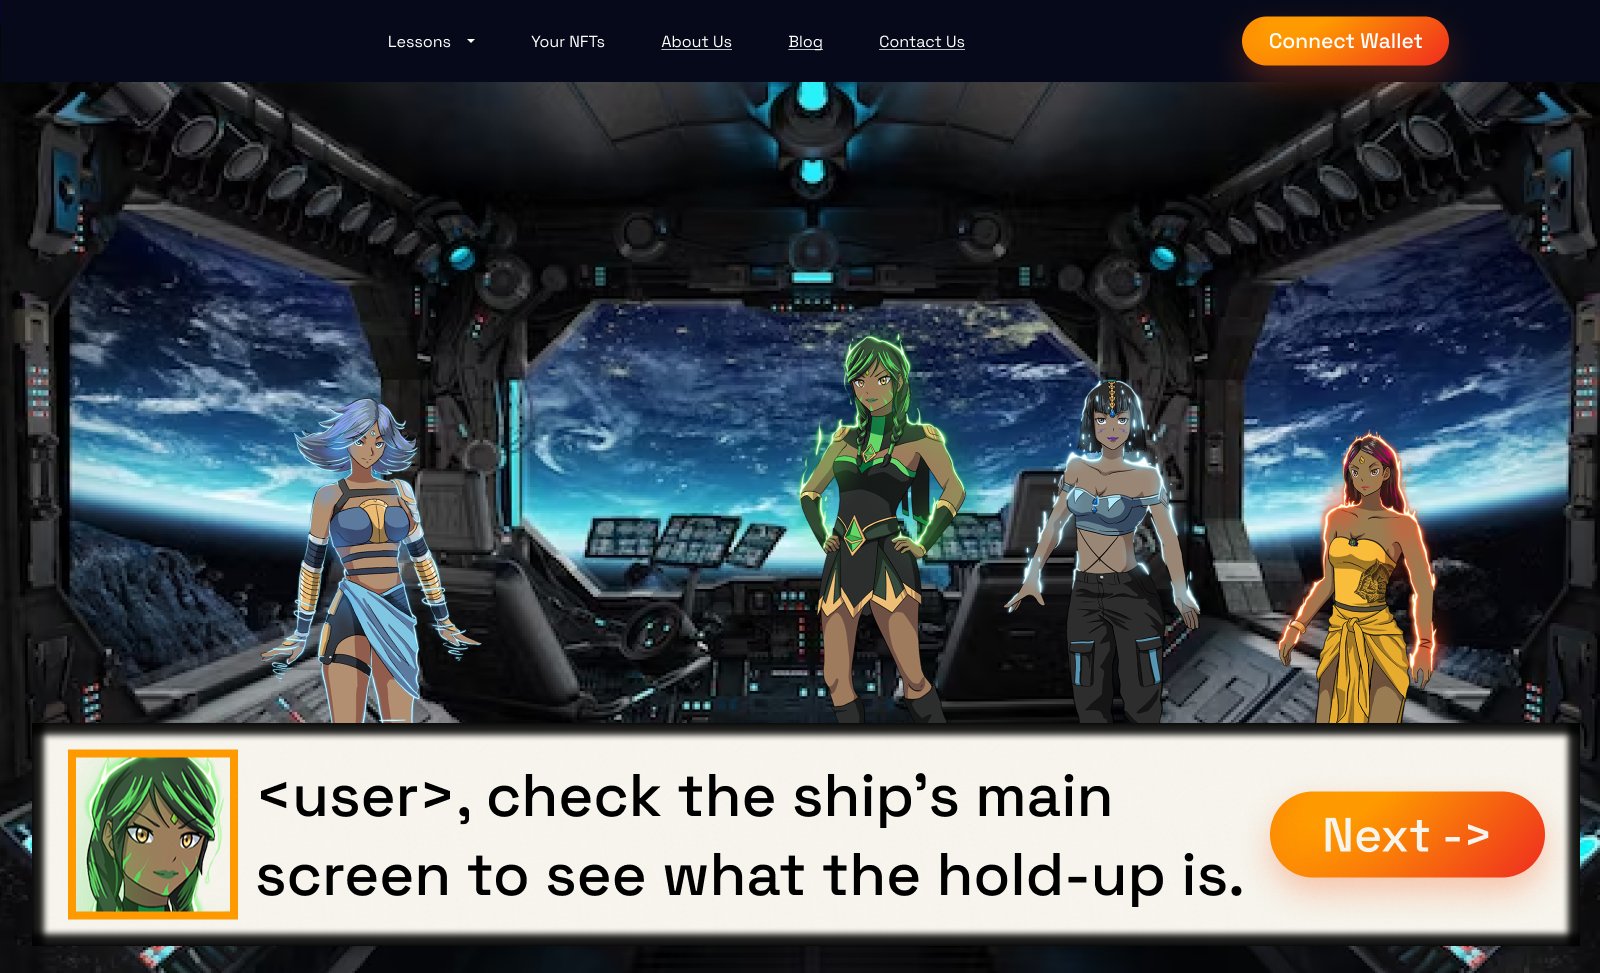 Lessons
Your NFTs
About Us
Blog
Contact Us
Connect Wallet
<user>, check the ship’s main
screen to see what the hold-up is.
Next ->